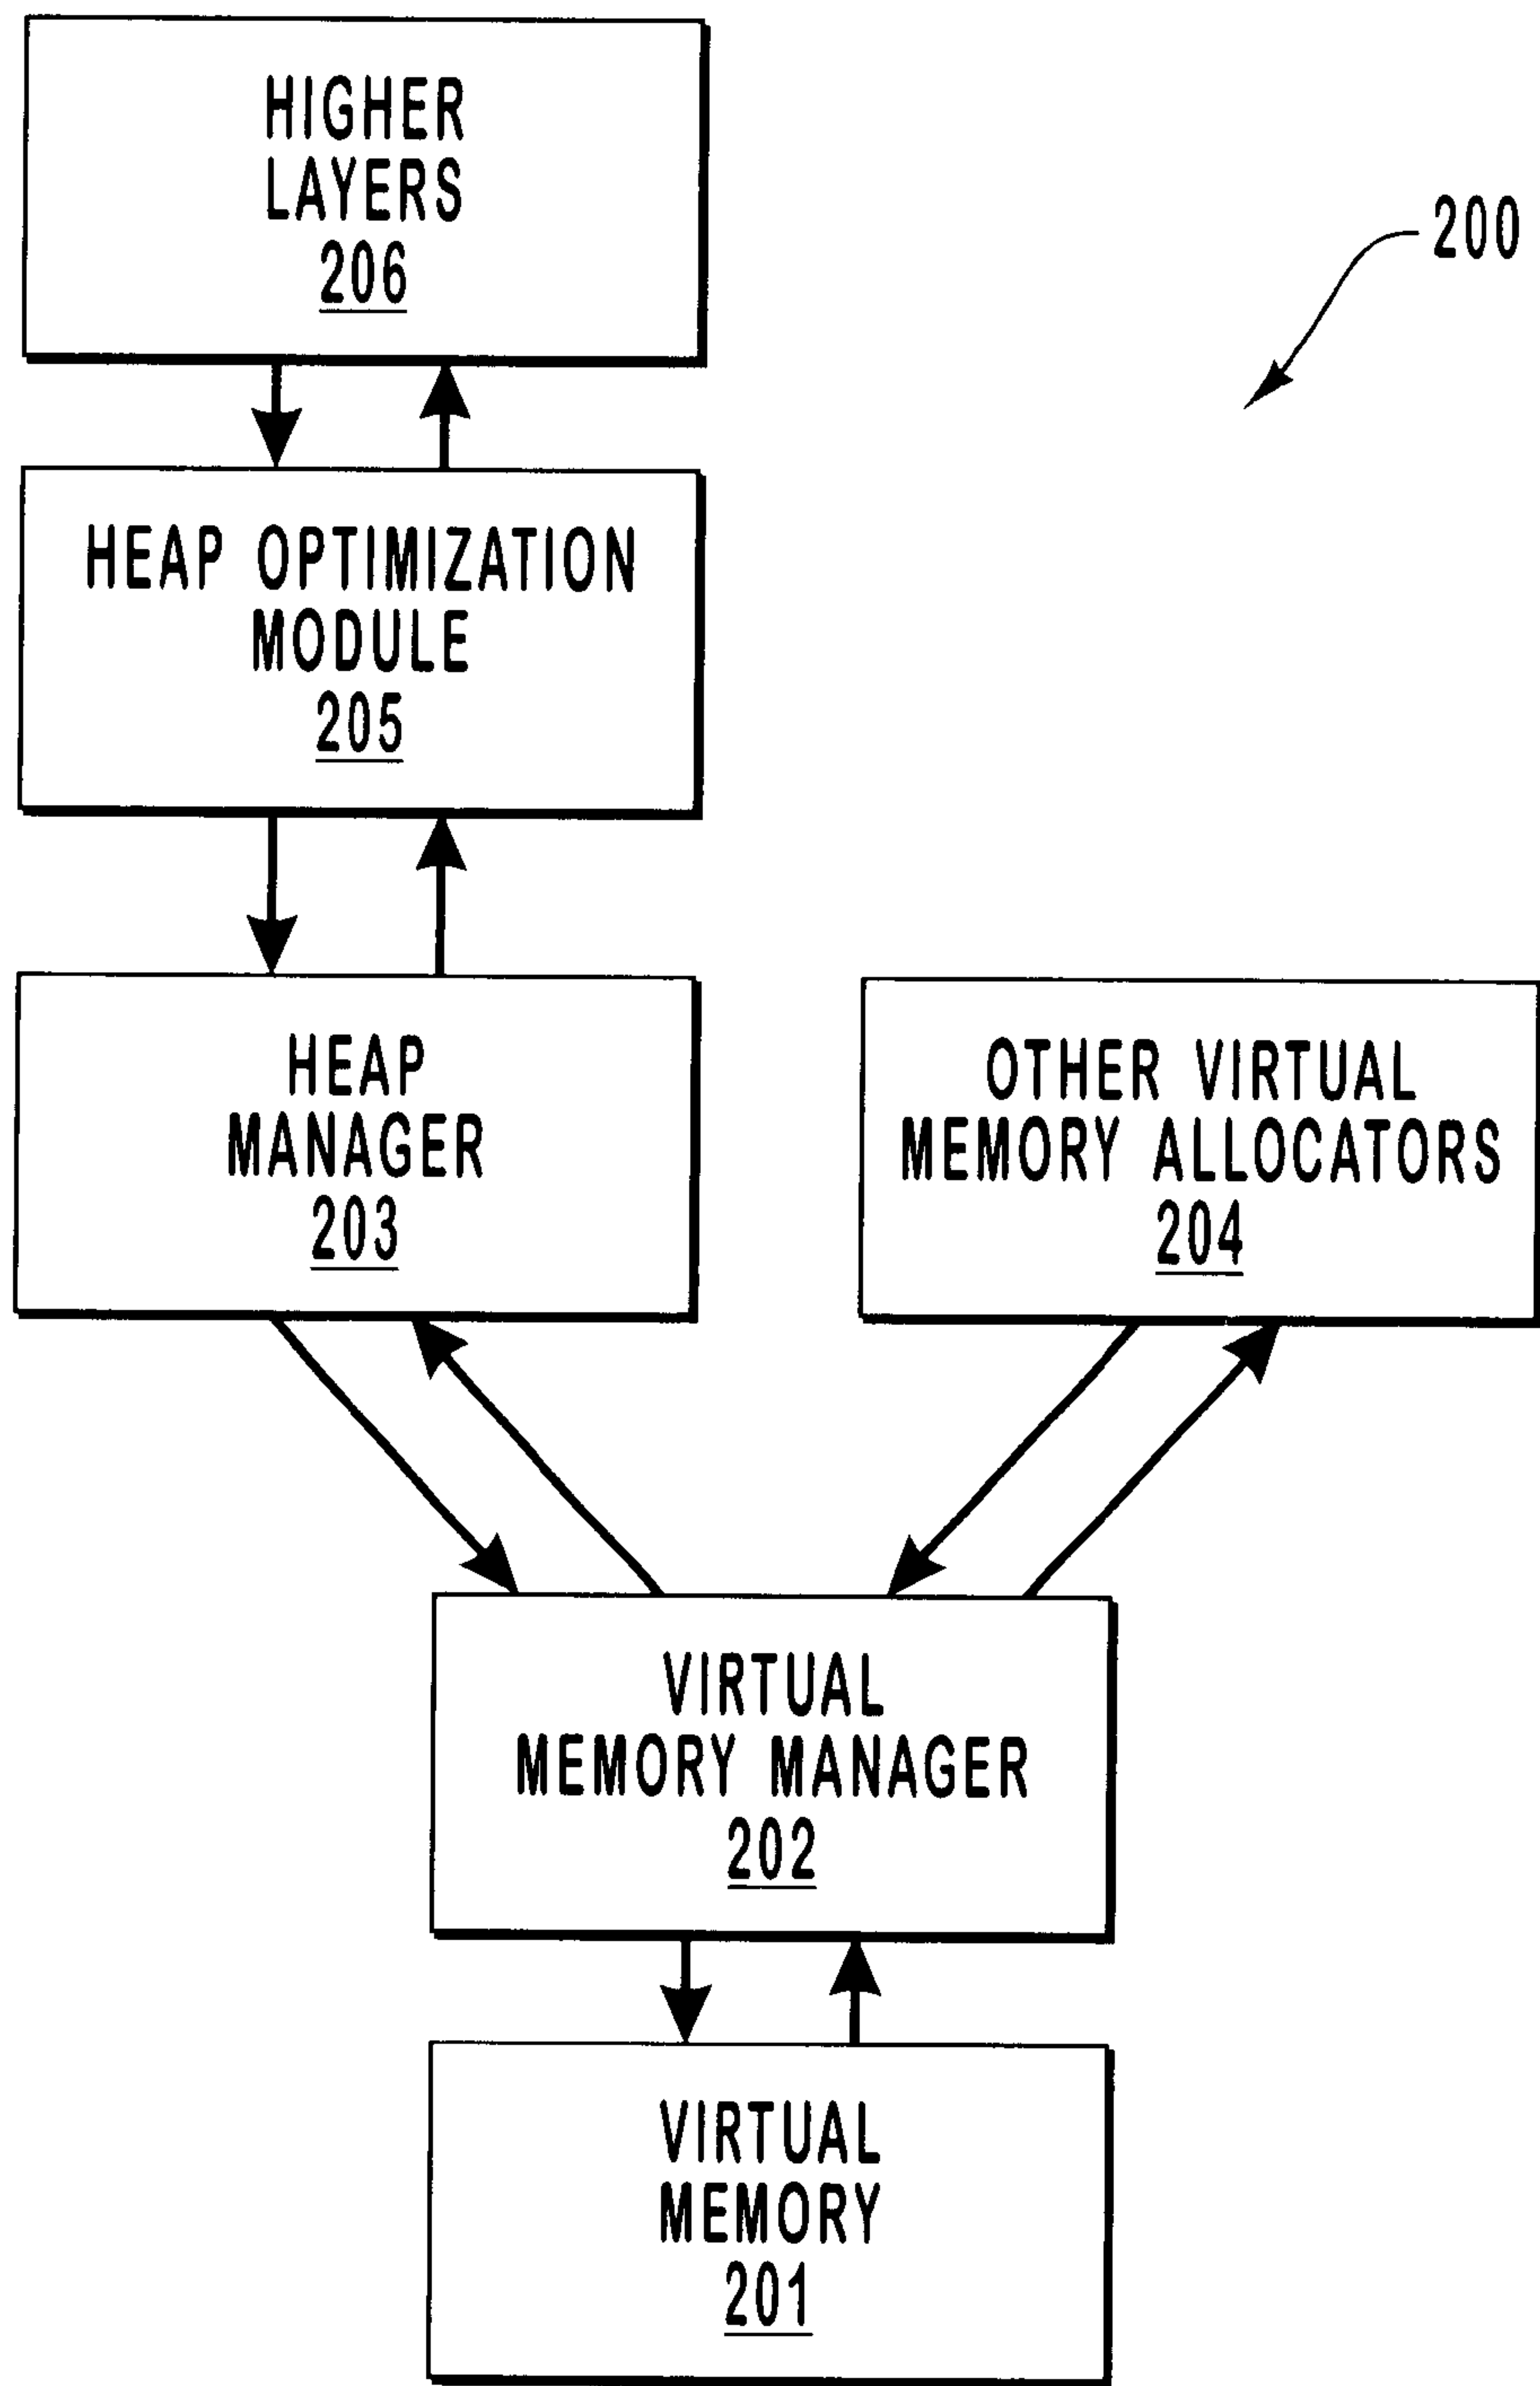 HIGHER
LAYERS
206
200
HEAP OPTIMIZATION
MODULE
205
HEAP
MANAGER
203
OTHER VIRTUAL
MEMORY ALLOCATORS
204
VIRTUAL
MEMORY MANAGER
202
VIRTUAL
MEMORY
201